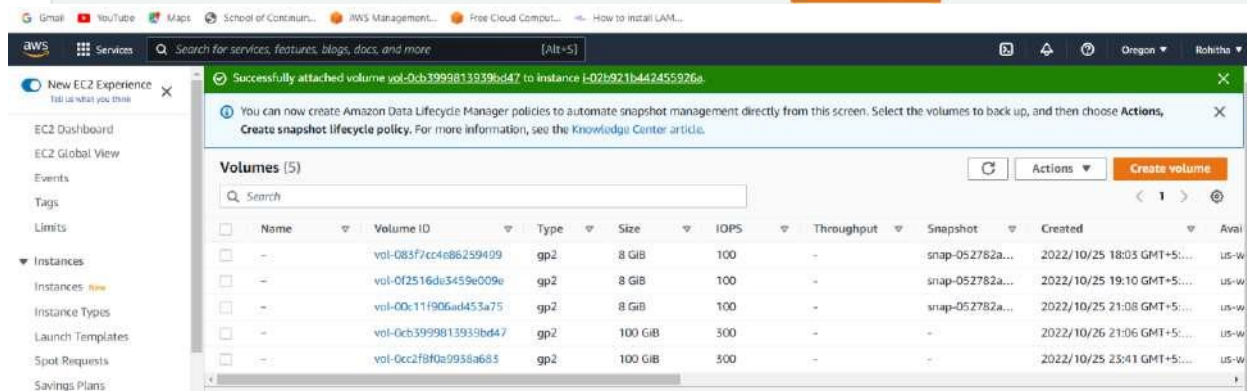 Gmail YouTube Maps School of Continuin... AWS Management... Free Cloud Comput... How to install LAM...
aws Services Search for services, features, blogs, docs, and more [Alt+S] Oregon Rohitha
New EC2 Experience
Tell us what you think
Successfully attached volume vol-0cb3999813939bd47 to instance i-02b921b442455926a.
You can now create Amazon Data Lifecycle Manager policies to automate snapshot management directly from this screen. Select the volumes to back up, and then choose Actions,
Create snapshot lifecycle policy. For more information, see the Knowledge Center article.
EC2 Dashboard
EC2 Global View
Events
Tags
Limits
Instances
Instances New
Instance Types
Launch Templates
Spot Requests
Savings Plans
Volumes (5) Actions Create volume
Search 1
Name Volume ID Type Size IOPS Throughput Snapshot Created Avai
– vol-083f7cc4e86259499 gp2 8 GiB 100 - snap-052782a... 2022/10/25 18:03 GMT+5:... us-w
– vol-0f2516de3459e009e gp2 8 GiB 100 - snap-052782a... 2022/10/25 19:10 GMT+5:... us-w
– vol-00c11f906ad453a75 gp2 8 GiB 100 - snap-052782a... 2022/10/25 21:08 GMT+5:... us-w
– vol-0cb3999813939bd47 gp2 100 GiB 300 - - 2022/10/26 21:06 GMT+5:... us-w
– vol-0cc2f8f0a9938a683 gp2 100 GiB 300 - - 2022/10/25 23:41 GMT+5:... us-w